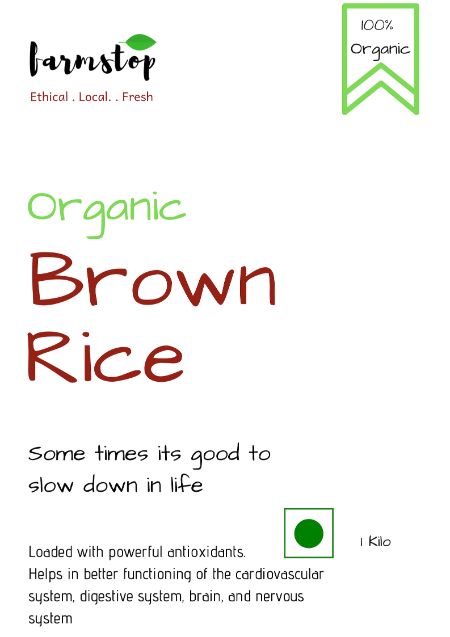 farmstop
Ethical . Local. . Fresh
100%
Organic
Organic
Brown
Rice
Some times its good to
slow down in life
1 Kilo
Loaded with powerful antioxidants.
Helps in better functioning of the cardiovascular
system, digestive system, brain, and nervous
system